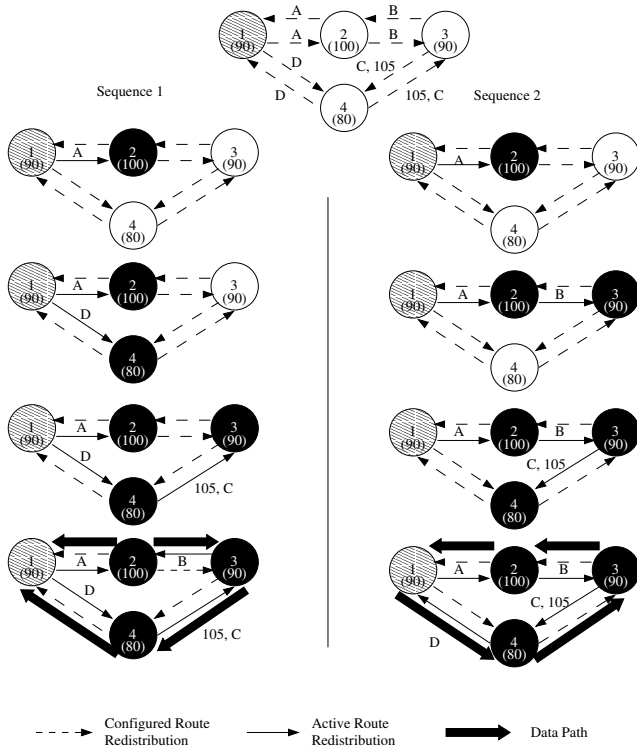 A B
1 2 3
A B
(90) (100) (90)
D C, 105
D 105, C
4
(80)
Sequence 1 Sequence 2
1 2 3
(90) A (100) (90)
4
(80)
1 2 3
(90) A (100) (90)
4
(80)
1 2 3
(90) A (100) (90)
D
4
(80)
1 2 3
(90) A (100) B (90)
4
(80)
1 2 3
(90) A (100) (90)
D
105, C
4
(80)
1 2 3
(90) A (100) B (90)
C, 105
4
(80)
1 2 B 3
(90) A (100) (90)
D
105, C
4
(80)
1 2 3
(90) A (100) B (90)
C, 105
D
4
(80)
Configured Route
Redistribution
Active Route
Redistribution
Data Path